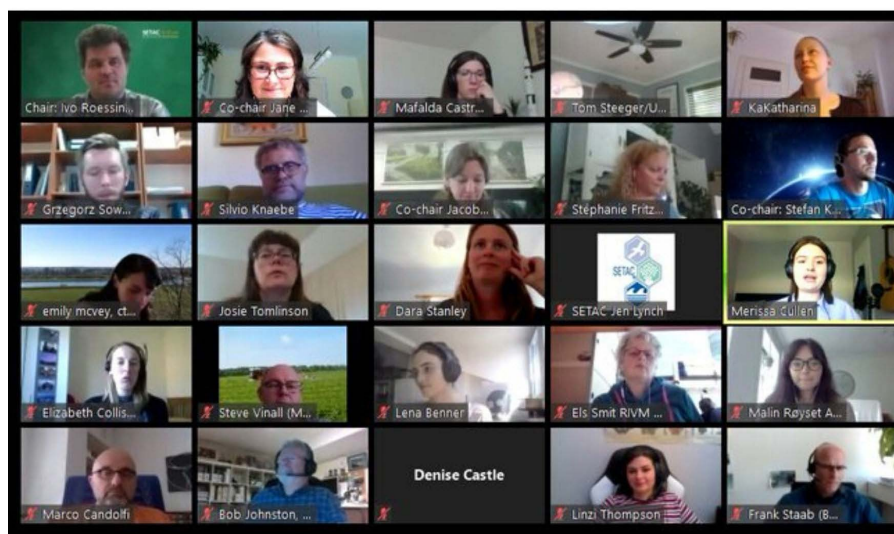 SETAC
Chair: Ivo Roessin...
Co-chair Jane ...
Mafalda Castr...
Tom Steeger/U...
KaKatharina
Grzegorz Sow...
Silvio Knaebe
Co-chair Jacob...
Stéphanie Fritz...
Co-chair: Stefan K...
emily mcvey, ct...
Josie Tomlinson
Dara Stanley
SETAC
SETAC Jen Lynch
Merissa Cullen
Elizabeth Collis...
Steve Vinall (M...
Lena Benner
Els Smit RIVM ...
Malin Røyset A...
Marco Candolfi
Bob Johnston, ...
Denise Castle
Linzi Thompson
Frank Staab (B...